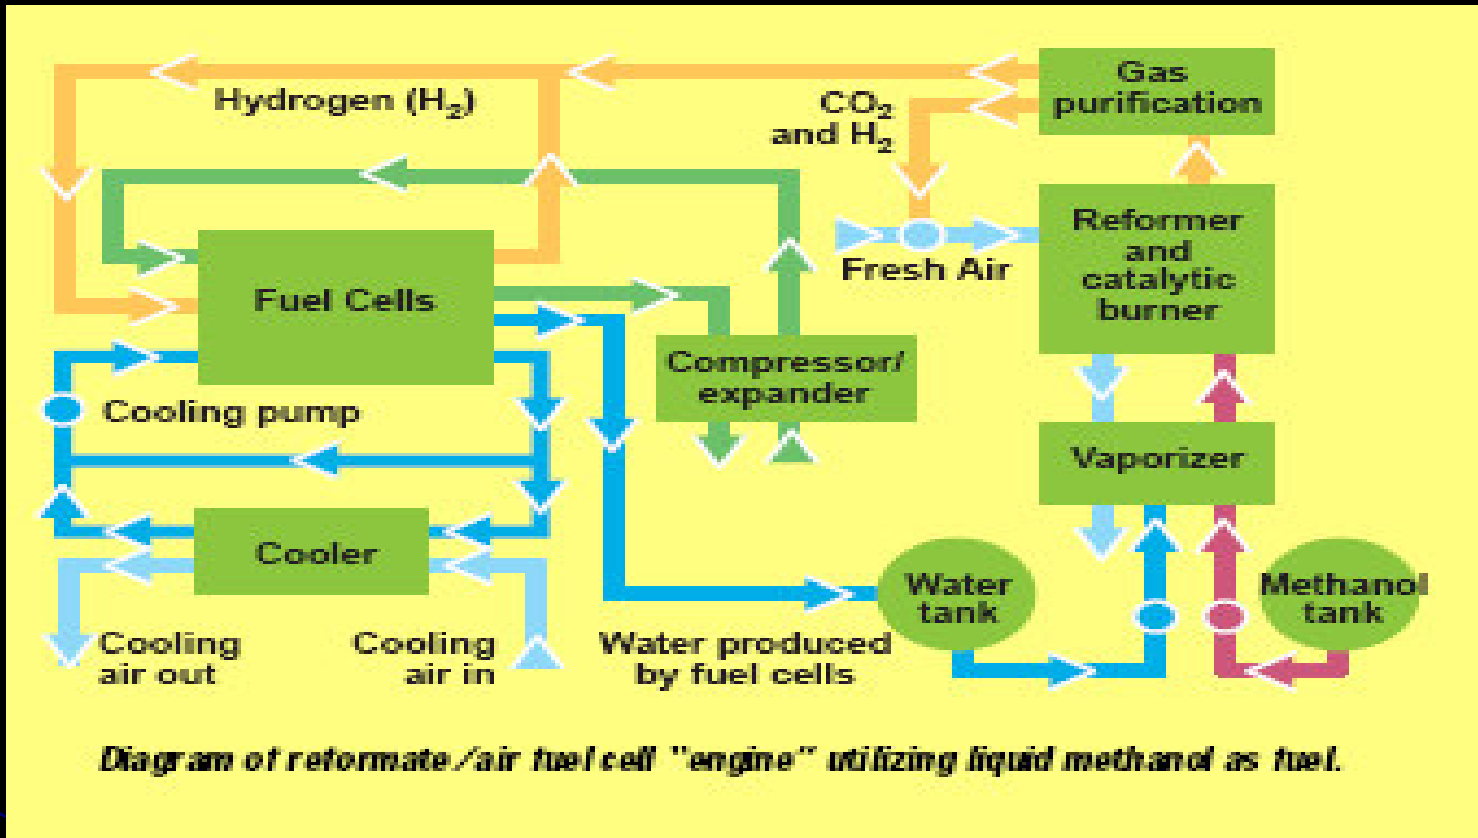 Gas
purification
Hydrogen (H₂)
CO₂
and H₂
Reformer
and
catalytic
burner
Fresh Air
Fuel Cells
Compressor/
expander
Cooling pump
Vaporizer
Cooler
Water
tank
Methanol
tank
Cooling
air out
Cooling
air in
Water produced
by fuel cells
Diagram of reformate/air fuel cell "engine" utilizing liquid methanol as fuel.